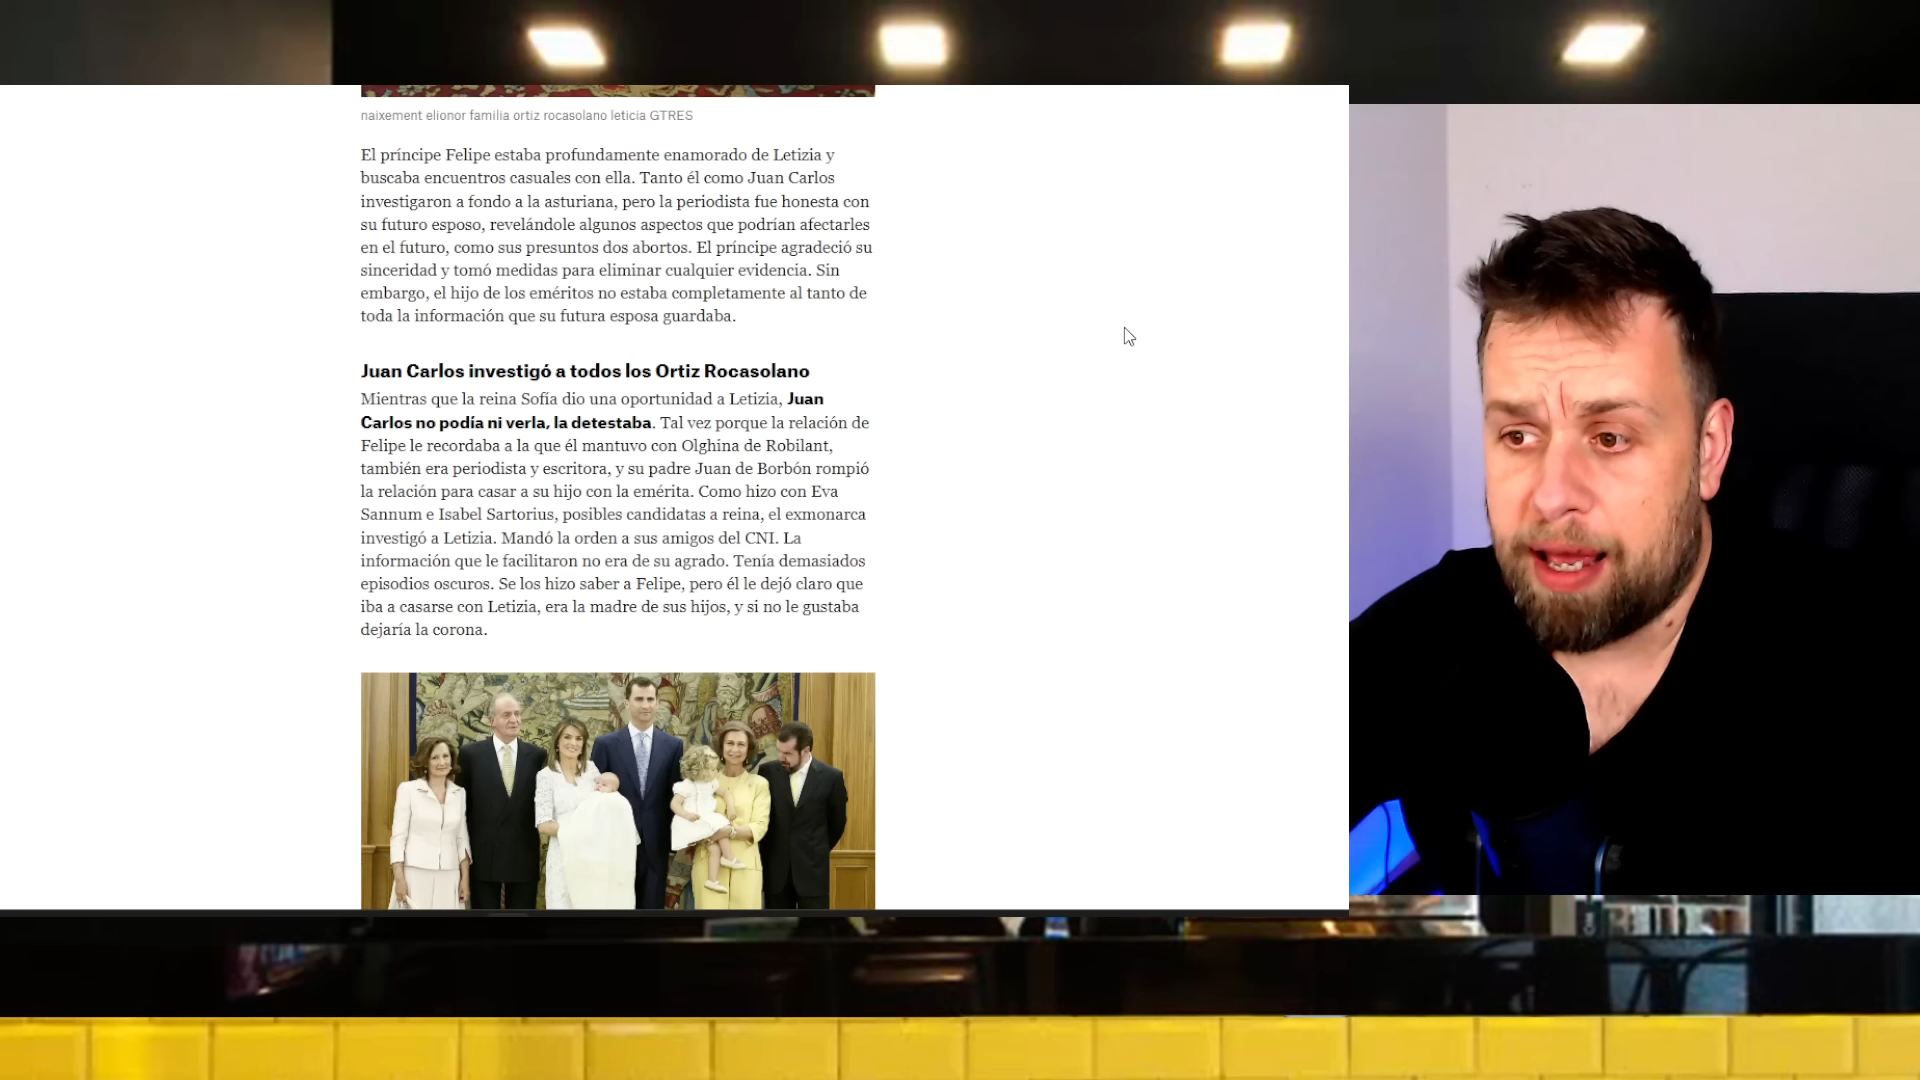 naixement elionor familia ortiz rocasolano leticia GTRES
El príncipe Felipe estaba profundamente enamorado de Letizia y
buscaba encuentros casuales con ella. Tanto él como Juan Carlos
investigaron a fondo a la asturiana, pero la periodista fue honesta con
su futuro esposo, revelándole algunos aspectos que podrían afectarles
en el futuro, como sus presuntos dos abortos. El príncipe agradeció su
sinceridad y tomó medidas para eliminar cualquier evidencia. Sin
embargo, el hijo de los eméritos no estaba completamente al tanto de
toda la información que su futura esposa guardaba.
Juan Carlos investigó a todos los Ortiz Rocasolano
Mientras que la reina Sofía dio una oportunidad a Letizia, Juan
Carlos no podía ni verla, la detestaba. Tal vez porque la relación de
Felipe le recordaba a la que él mantuvo con Olghina de Robilant,
también era periodista y escritora, y su padre Juan de Borbón rompió
la relación para casar a su hijo con la emérita. Como hizo con Eva
Sannum e Isabel Sartorius, posibles candidatas a reina, el exmonarca
investigó a Letizia. Mandó la orden a sus amigos del CNI. La
información que le facilitaron no era de su agrado. Tenía demasiados
episodios oscuros. Se los hizo saber a Felipe, pero él le dejó claro que
iba a casarse con Letizia, era la madre de sus hijos, y si no le gustaba
dejaría la corona.